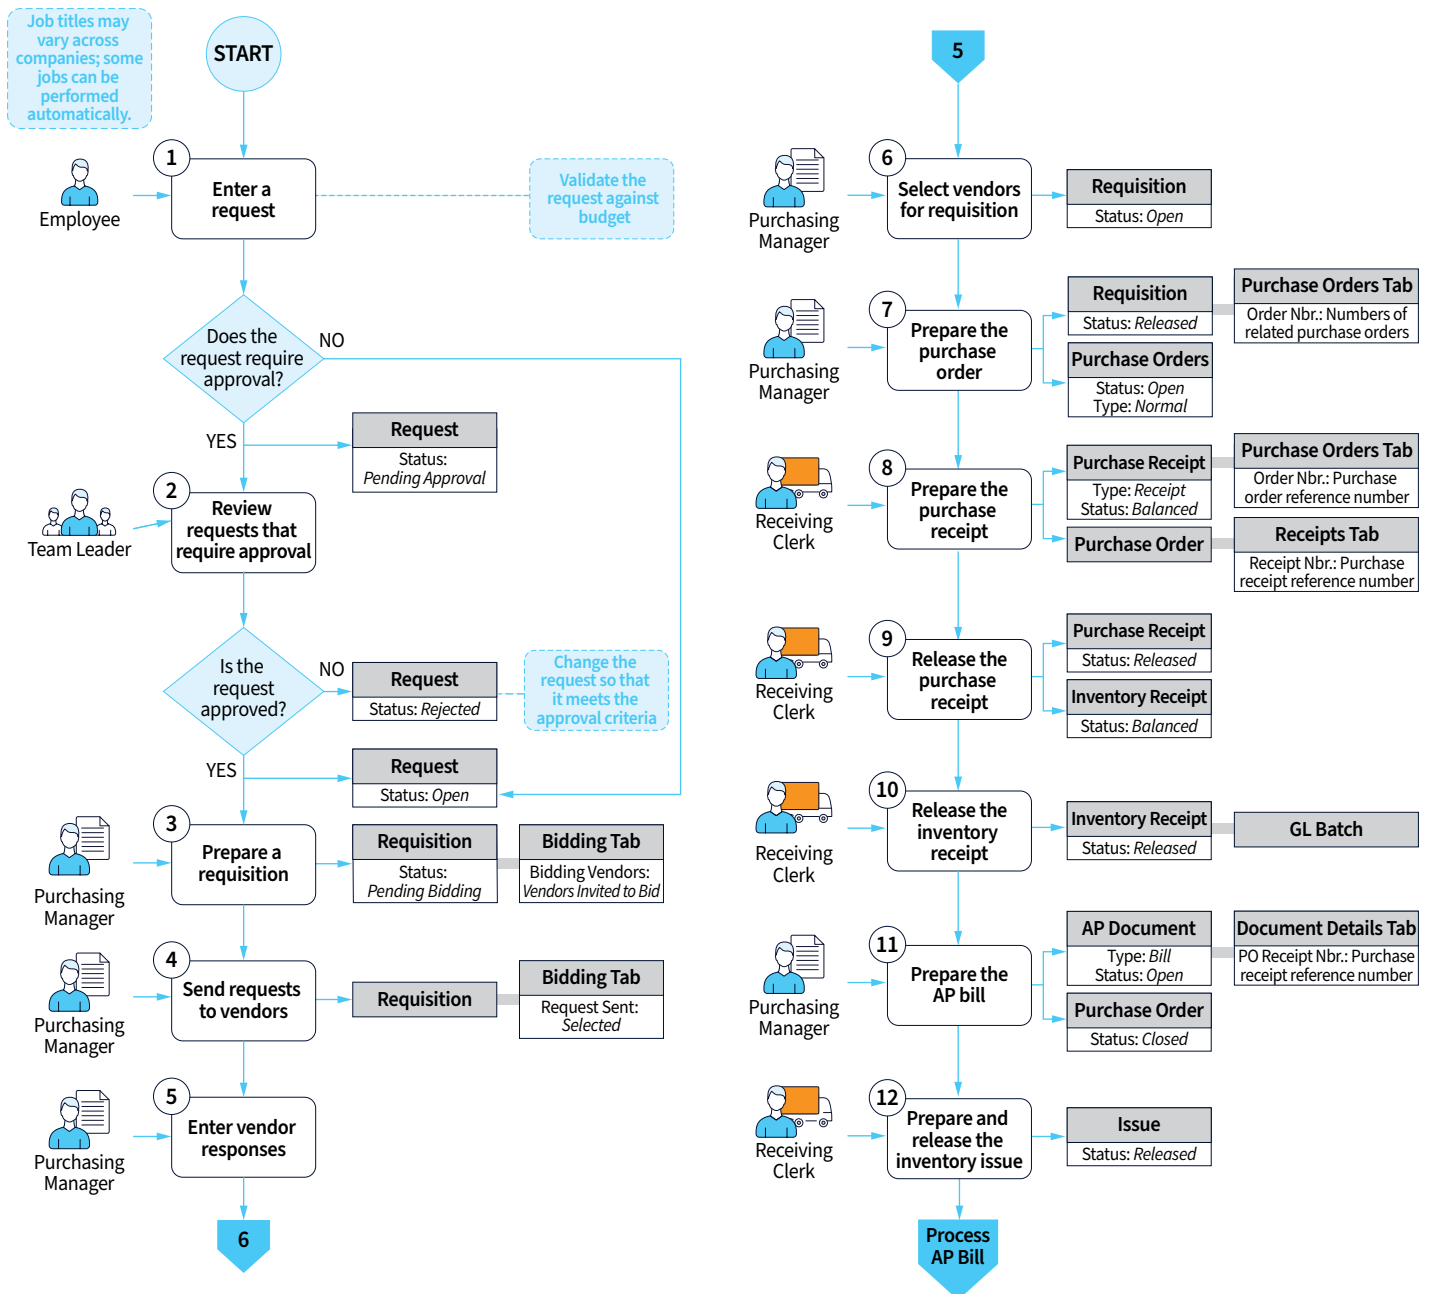 Job titles may
vary across
companies; some
jobs can be
performed
automatically.
START
1
Enter a
request
Employee
Validate the
request against
budget
Does the
request require
approval?
NO
YES
Request
Status:
Pending Approval
2
Review
requests that
require approval
Team Leader
Is the
request
approved?
NO
Request
Status: Rejected
Change the
request so that
it meets the
approval criteria
YES
Request
Status: Open
3
Prepare a
requisition
Purchasing
Manager
Requisition
Status:
Pending Bidding
Bidding Tab
Bidding Vendors:
Vendors Invited to Bid
4
Send requests
to vendors
Purchasing
Manager
Requisition
Bidding Tab
Request Sent:
Selected
5
Enter vendor
responses
Purchasing
Manager
6
5
6
Select vendors
for requisition
Purchasing
Manager
Requisition
Status: Open
7
Prepare the
purchase
order
Purchasing
Manager
Requisition
Status: Released
Purchase Orders Tab
Order Nbr.: Numbers of
related purchase orders
Purchase Orders
Status: Open
Type: Normal
8
Prepare the
purchase
receipt
Receiving
Clerk
Purchase Receipt
Type: Receipt
Status: Balanced
Purchase Orders Tab
Order Nbr.: Purchase
order reference number
Purchase Order
Receipts Tab
Receipt Nbr.: Purchase
receipt reference number
9
Release the
purchase
receipt
Receiving
Clerk
Purchase Receipt
Status: Released
Inventory Receipt
Status: Balanced
10
Release the
inventory
receipt
Receiving
Clerk
Inventory Receipt
Status: Released
GL Batch
11
Prepare the
AP bill
Purchasing
Manager
AP Document
Type: Bill
Status: Open
Document Details Tab
PO Receipt Nbr.: Purchase
receipt reference number
Purchase Order
Status: Closed
12
Prepare and
release the
inventory issue
Receiving
Clerk
Issue
Status: Released
Process
AP Bill